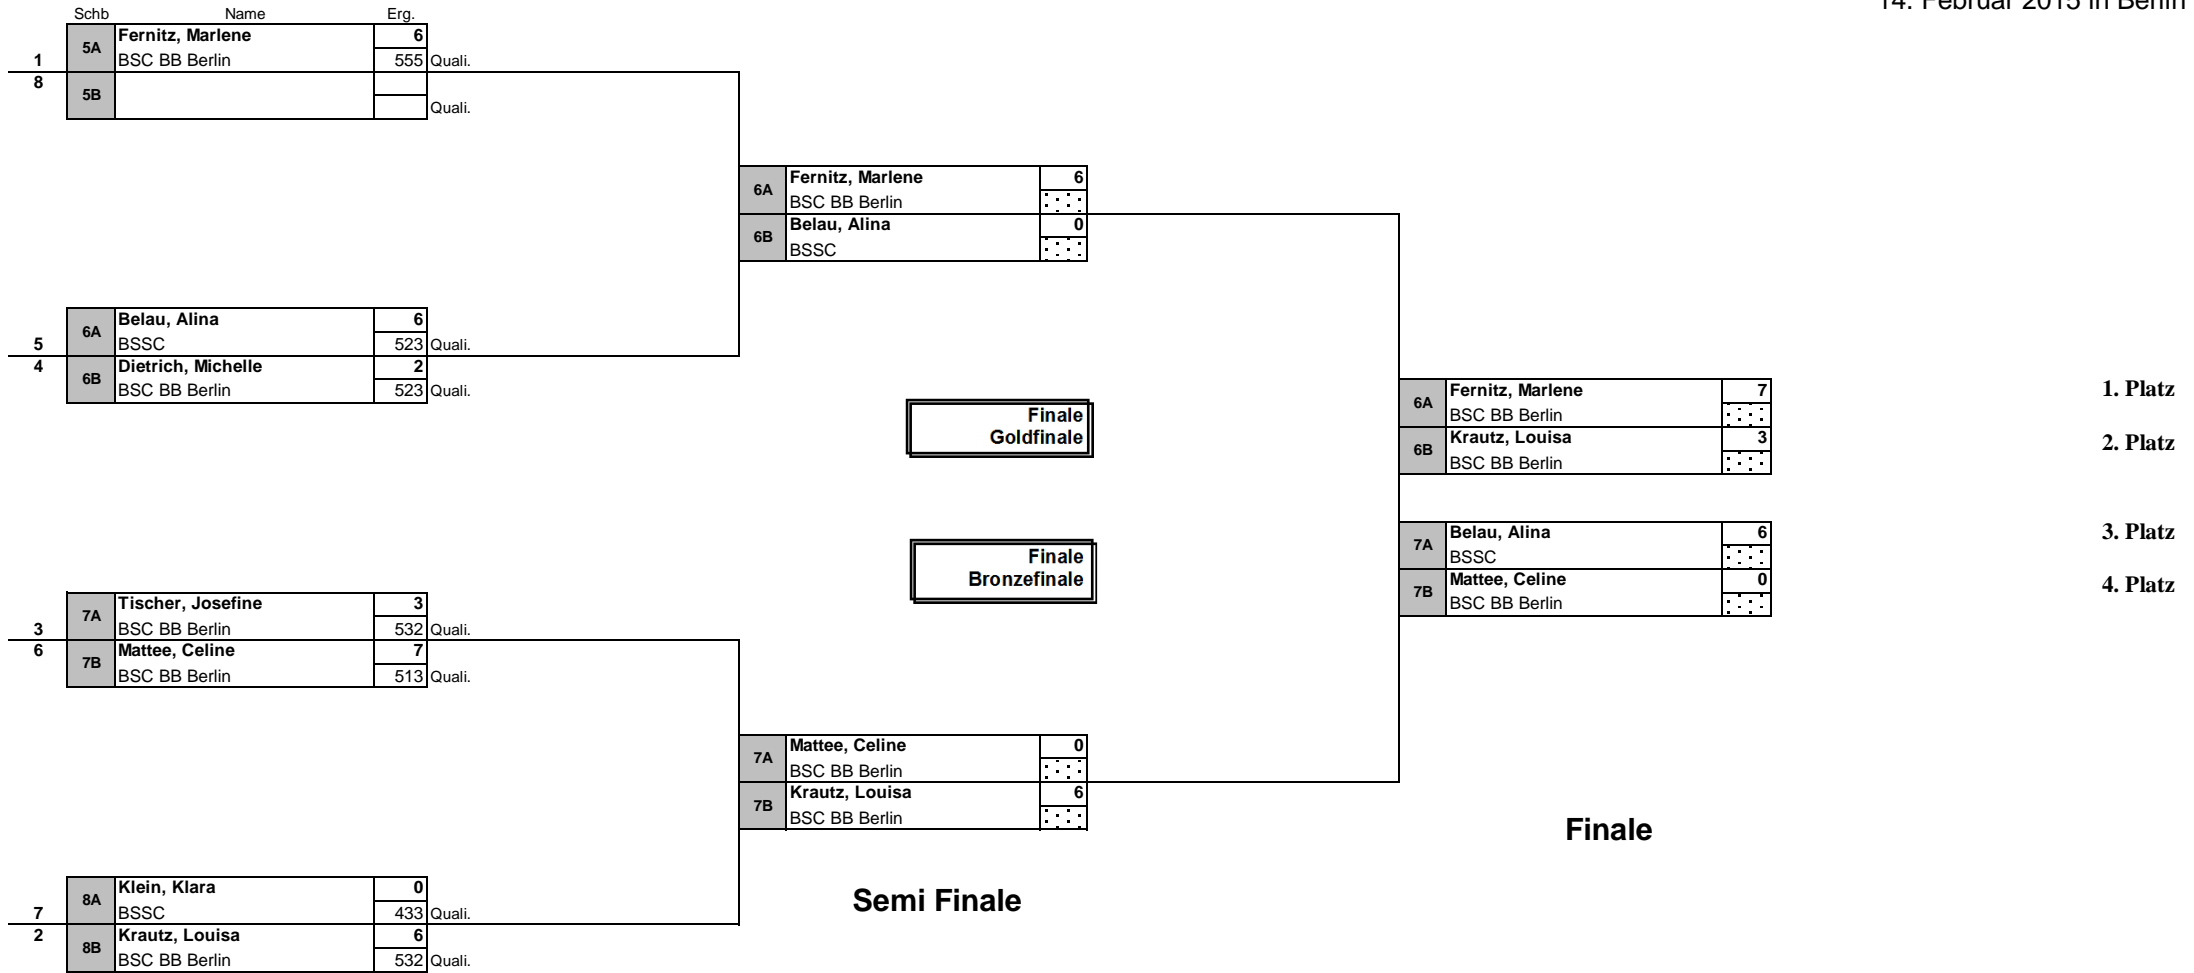 14. Februar 2015 in Berlin
Schb Name Erg.
5A Fernitz, Marlene 6
1 BSC BB Berlin 555 Quali.
8
5B
Quali.
6A Fernitz, Marlene 6
BSC BB Berlin
6B Belau, Alina 0
BSSC
6A Belau, Alina 6
5 BSSC 523 Quali.
4 6B Dietrich, Michelle 2
BSC BB Berlin 523 Quali.
Finale
Goldfinale
6A Fernitz, Marlene 7 1. Platz
BSC BB Berlin
6B Krautz, Louisa 3 2. Platz
BSC BB Berlin
Finale
Bronzefinale
7A Belau, Alina 6 3. Platz
BSSC
7B Mattee, Celine 0 4. Platz
BSC BB Berlin
7A Tischer, Josefine 3
3 BSC BB Berlin 532 Quali.
6 7B Mattee, Celine 7
BSC BB Berlin 513 Quali.
7A Mattee, Celine 0
BSC BB Berlin
7B Krautz, Louisa 6
BSC BB Berlin
Finale
Semi Finale
8A Klein, Klara 0
7 BSSC 433 Quali.
2 8B Krautz, Louisa 6
BSC BB Berlin 532 Quali.